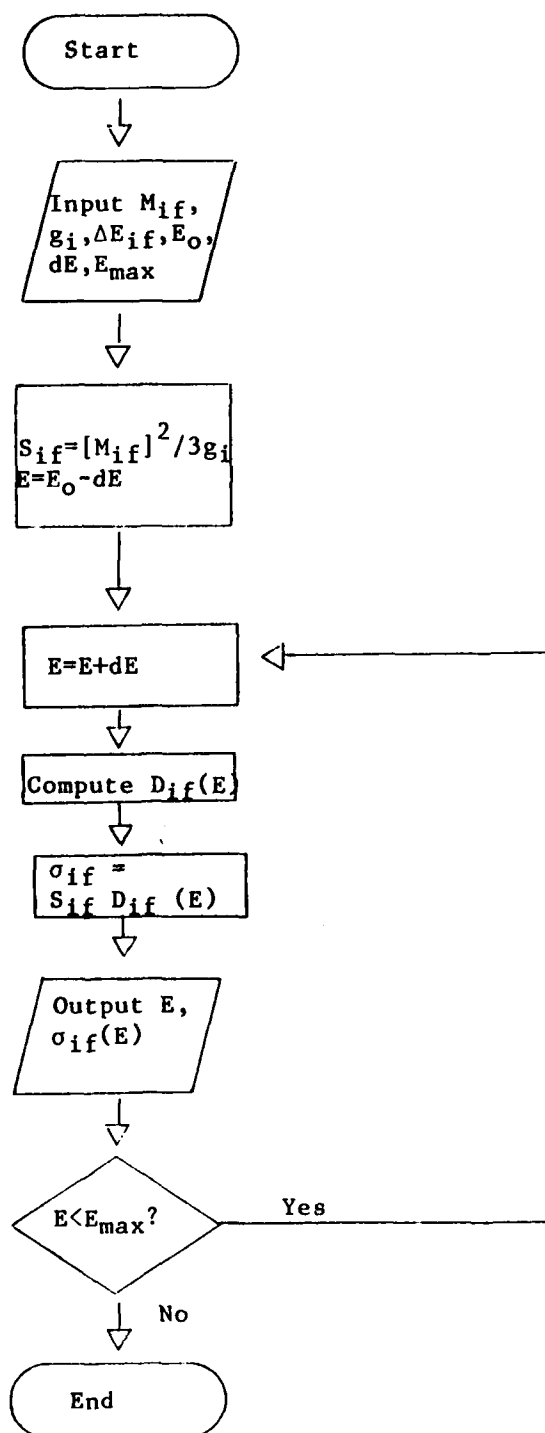 Start
Input M_if,
g_i,ΔE_if,E_o,
dE,E_max
S_if=[M_if]²/3g_i
E=E_o-dE
E=E+dE
Compute D_if(E)
σ_if =
S_if D_if (E)
Output E,
σ_if(E)
E<E_max?
Yes
No
End